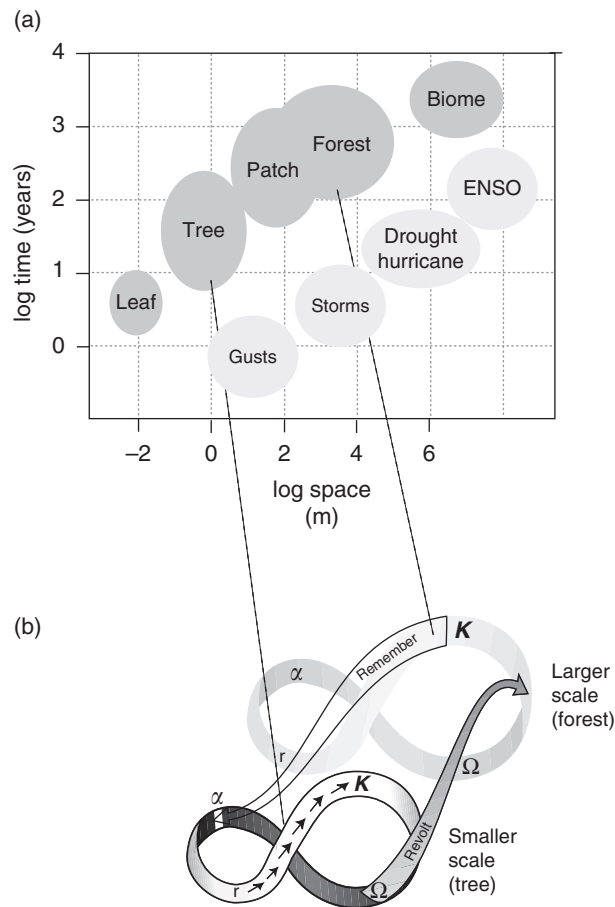 (a)
4
3
2
1
0
log time (years)
Biome
Forest
Patch
ENSO
Tree
Drought
hurricane
Leaf
Storms
Gusts
−2
0
2
4
6
log space
(m)
(b)
K
Remember
α
Larger
scale
(forest)
r
Ω
K
α
Revolt
Smaller
scale
(tree)
r
Ω